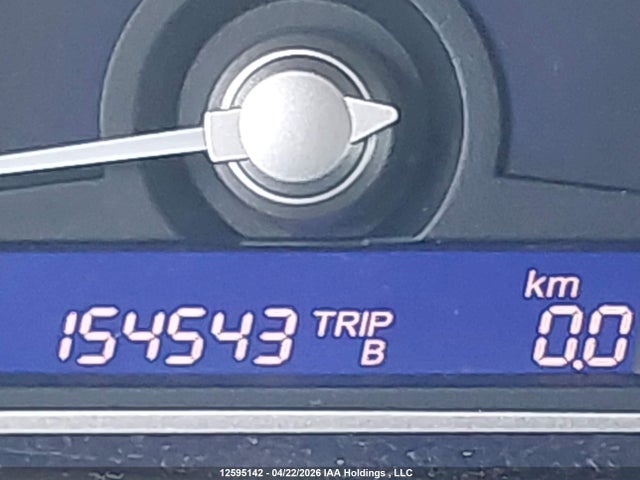 km
154543 TRIP B 0.0
12595142 - 04/22/2026 IAA Holdings , LLC